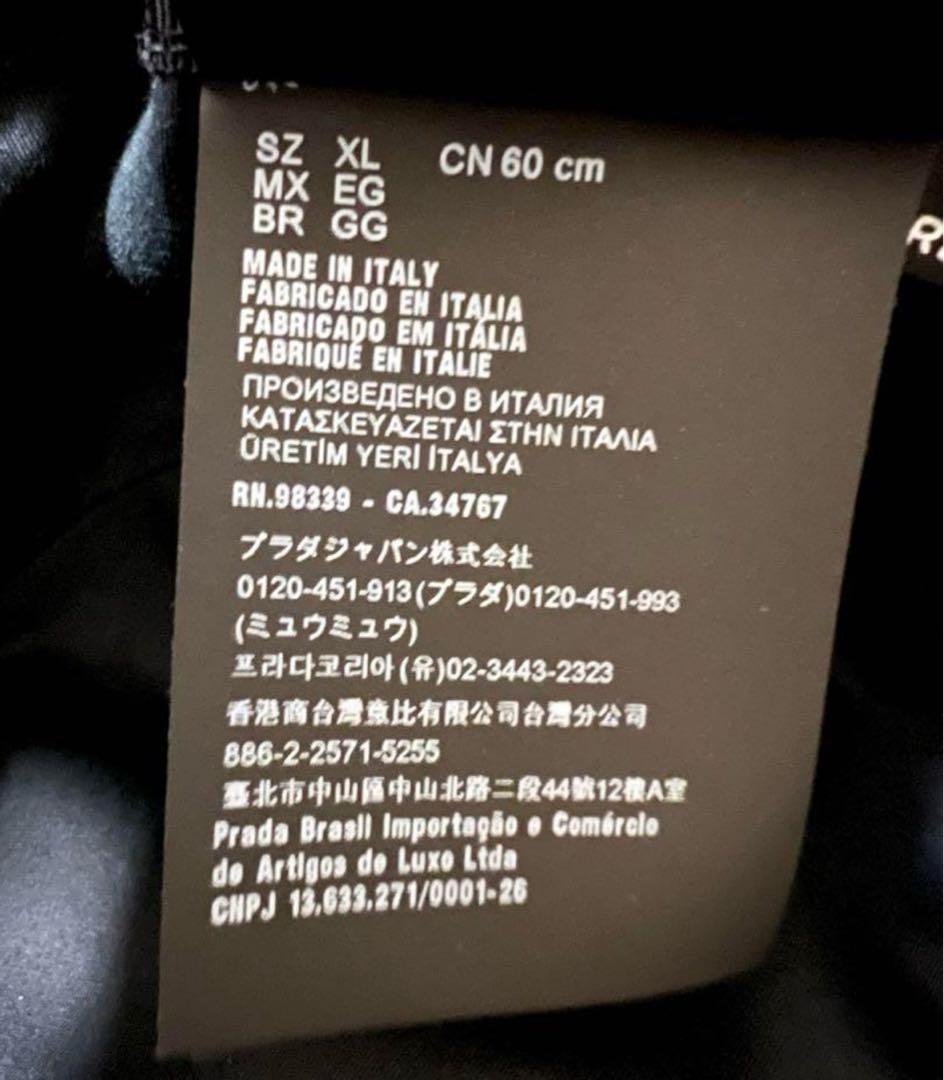 SZ XL CN 60 cm
MX EG
BR GG
MADE IN ITALY
FABRICADO EN ITALIA
FABRICADO EM ITÁLIA
FABRIQUÉ EN ITALIE
ПРОИЗВЕДЕНО В ИТАЛИЯ
ΚΑΤΑΣΚΕΥΑΖΕΤΑΙ ΣΤΗΝ ΙΤΑΛΙΑ
ÜRETİM YERİ İTALYA
RN.98339 - CA.34767
プラダジャパン株式会社
0120-451-913(プラダ)0120-451-993
(ミュウミュウ)
프라다코리아(유)02-3443-2323
香港商台灣意比有限公司台灣分公司
886-2-2571-5255
臺北市中山區中山北路二段44號12樓A室
Prada Brasil Importação e Comércio
de Artigos de Luxo Ltda
CNPJ 13.633.271/0001-26